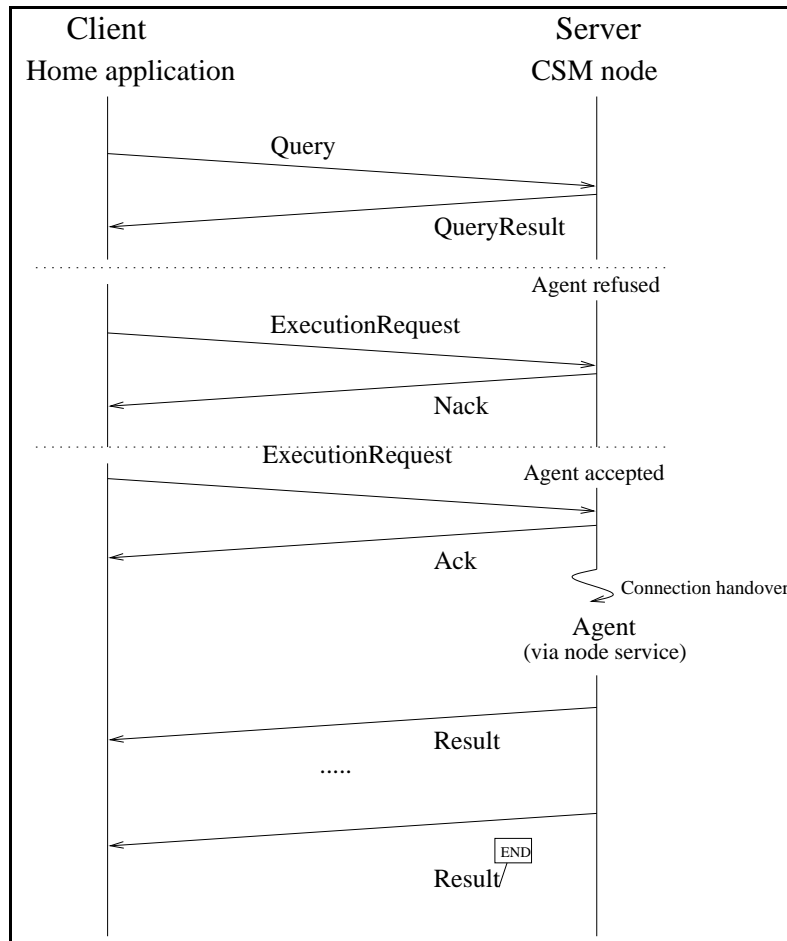 Client Server
Home application CSM node
Query
QueryResult
Agent refused
ExecutionRequest
Nack
ExecutionRequest
Agent accepted
Ack
Connection handover
Agent
(via node service)
Result
.....
END
Result